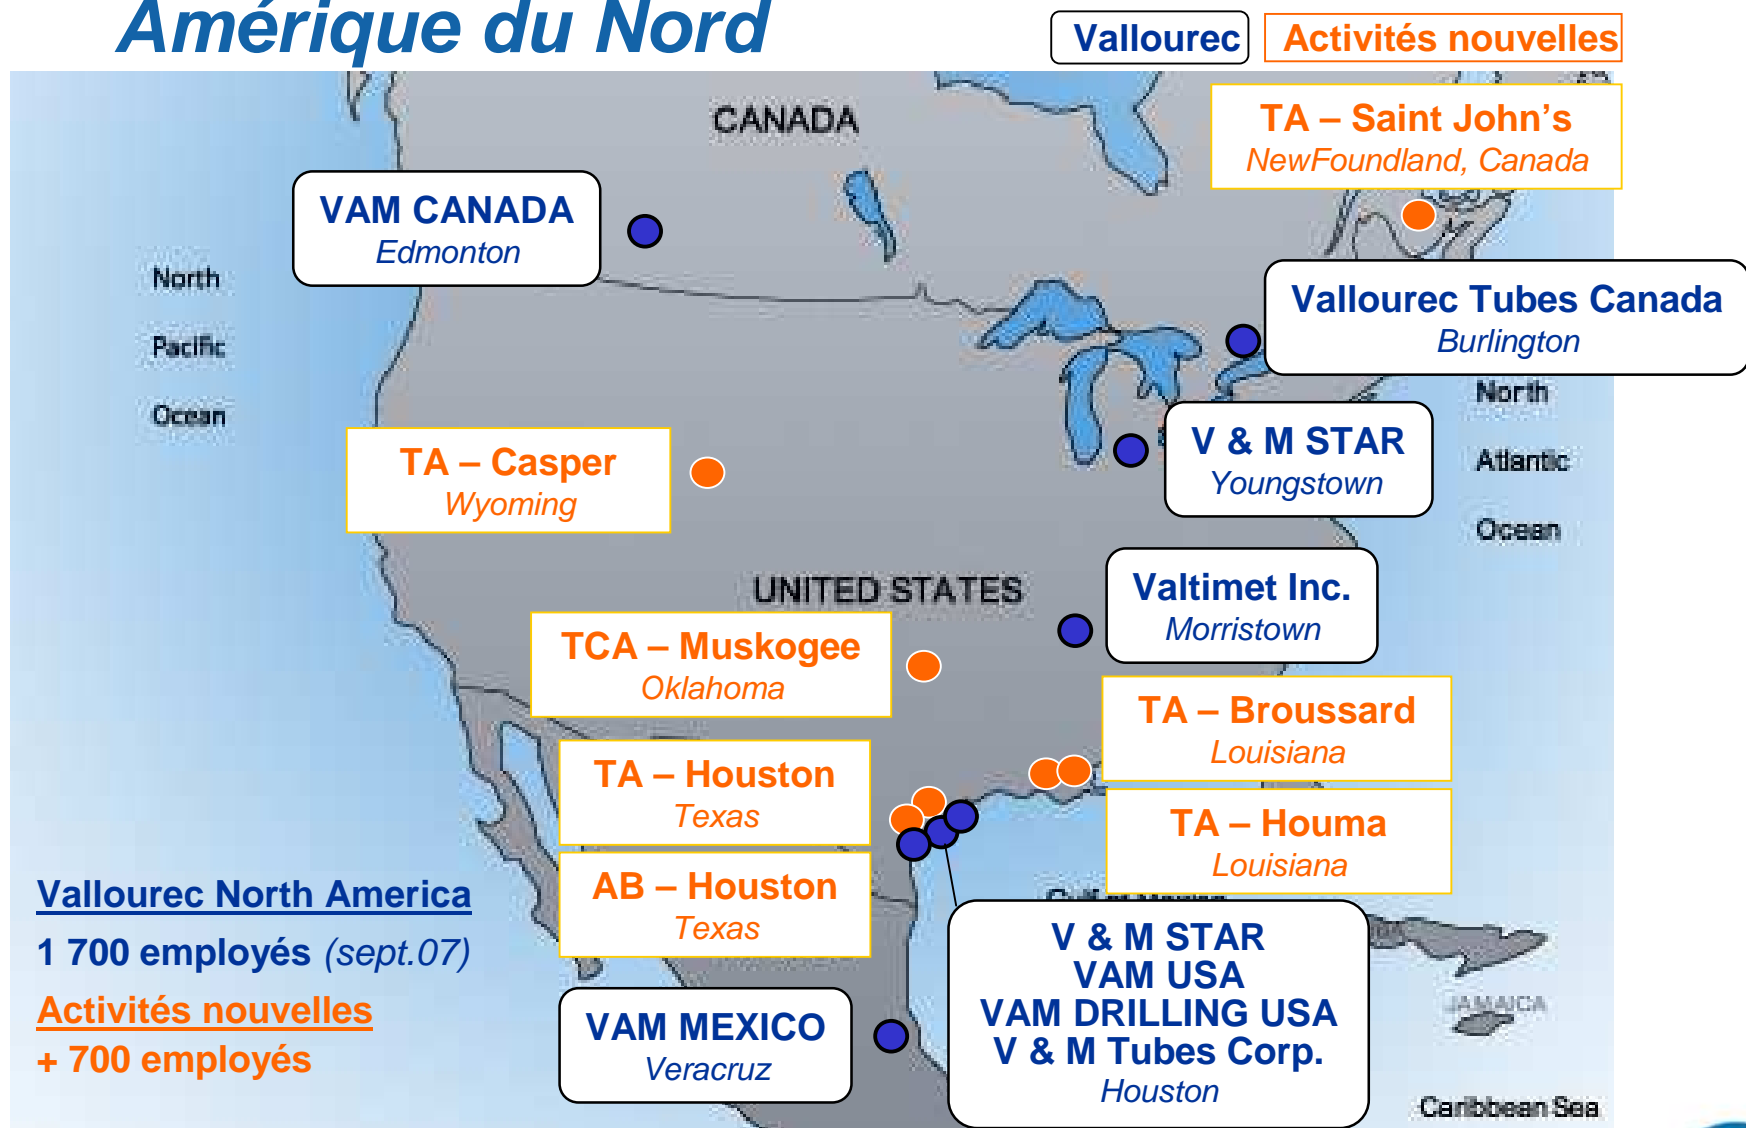 Amérique du Nord
Vallourec
Activités nouvelles
CANADA
TA – Saint John's
NewFoundland, Canada
VAM CANADA
Edmonton
North
Pacific
Ocean
Vallourec Tubes Canada
Burlington
North
Atlantic
Ocean
V & M STAR
Youngstown
TA – Casper
Wyoming
UNITED STATES
Valtimet Inc.
Morristown
TCA – Muskogee
Oklahoma
TA – Broussard
Louisiana
TA – Houston
Texas
TA – Houma
Louisiana
AB – Houston
Texas
Vallourec North America
1 700 employés (sept.07)
Activités nouvelles
+ 700 employés
VAM MEXICO
Veracruz
V & M STAR
VAM USA
VAM DRILLING USA
V & M Tubes Corp.
Houston
JAMAICA
Caribbean Sea